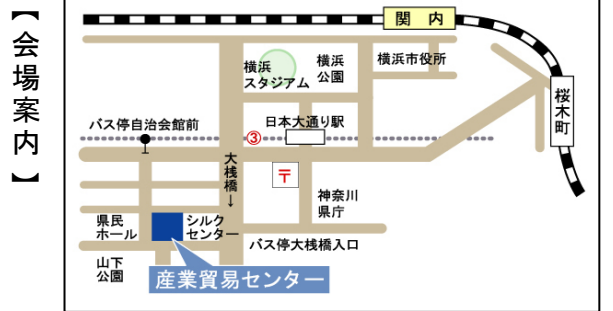 【会場案内】
関内
横浜
スタジアム
横浜
公園
横浜市役所
桜木町
バス停自治会館前
③
日本大通り駅
大桟橋↓
〒
神奈川
県庁
県民
ホール
シルク
センター
バス停大桟橋入口
山下
公園
産業貿易センター